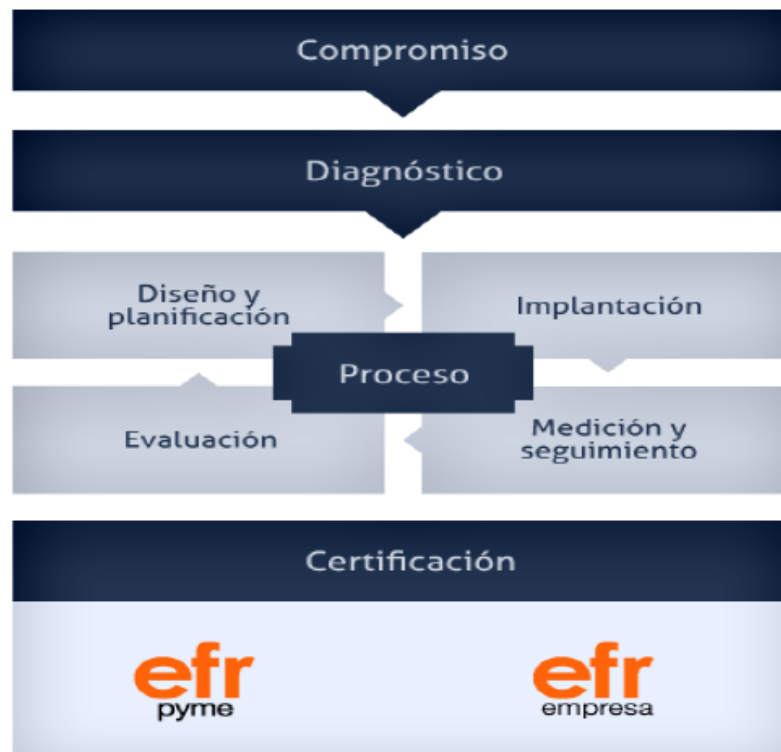 Compromiso
Diagnóstico
Diseño y
planificación
Implantación
Proceso
Evaluación
Medición y
seguimiento
Certificación
efr
pyme
efr
empresa